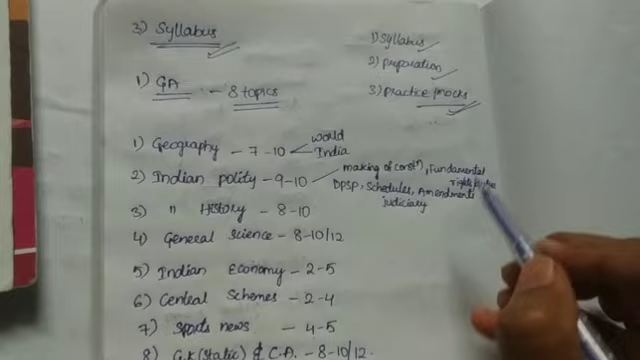 3) Syllabus
1) Syllabus
2) preparation
3) Practice mocks
1) GA - 8 topics
1) Geography - 7-10 World
India
2) Indian polity - 9-10 making of constn, Fundamental
rights
DPSP, Schedules, Amendments
judiciary
3) " History - 8-10
4) General Science - 8-10/12
5) Indian Economy - 2-5
6) Central Schemes - 2-4
7) Sports news - 4-5
8) G.K (Static) & C.A. - 8-10/12.